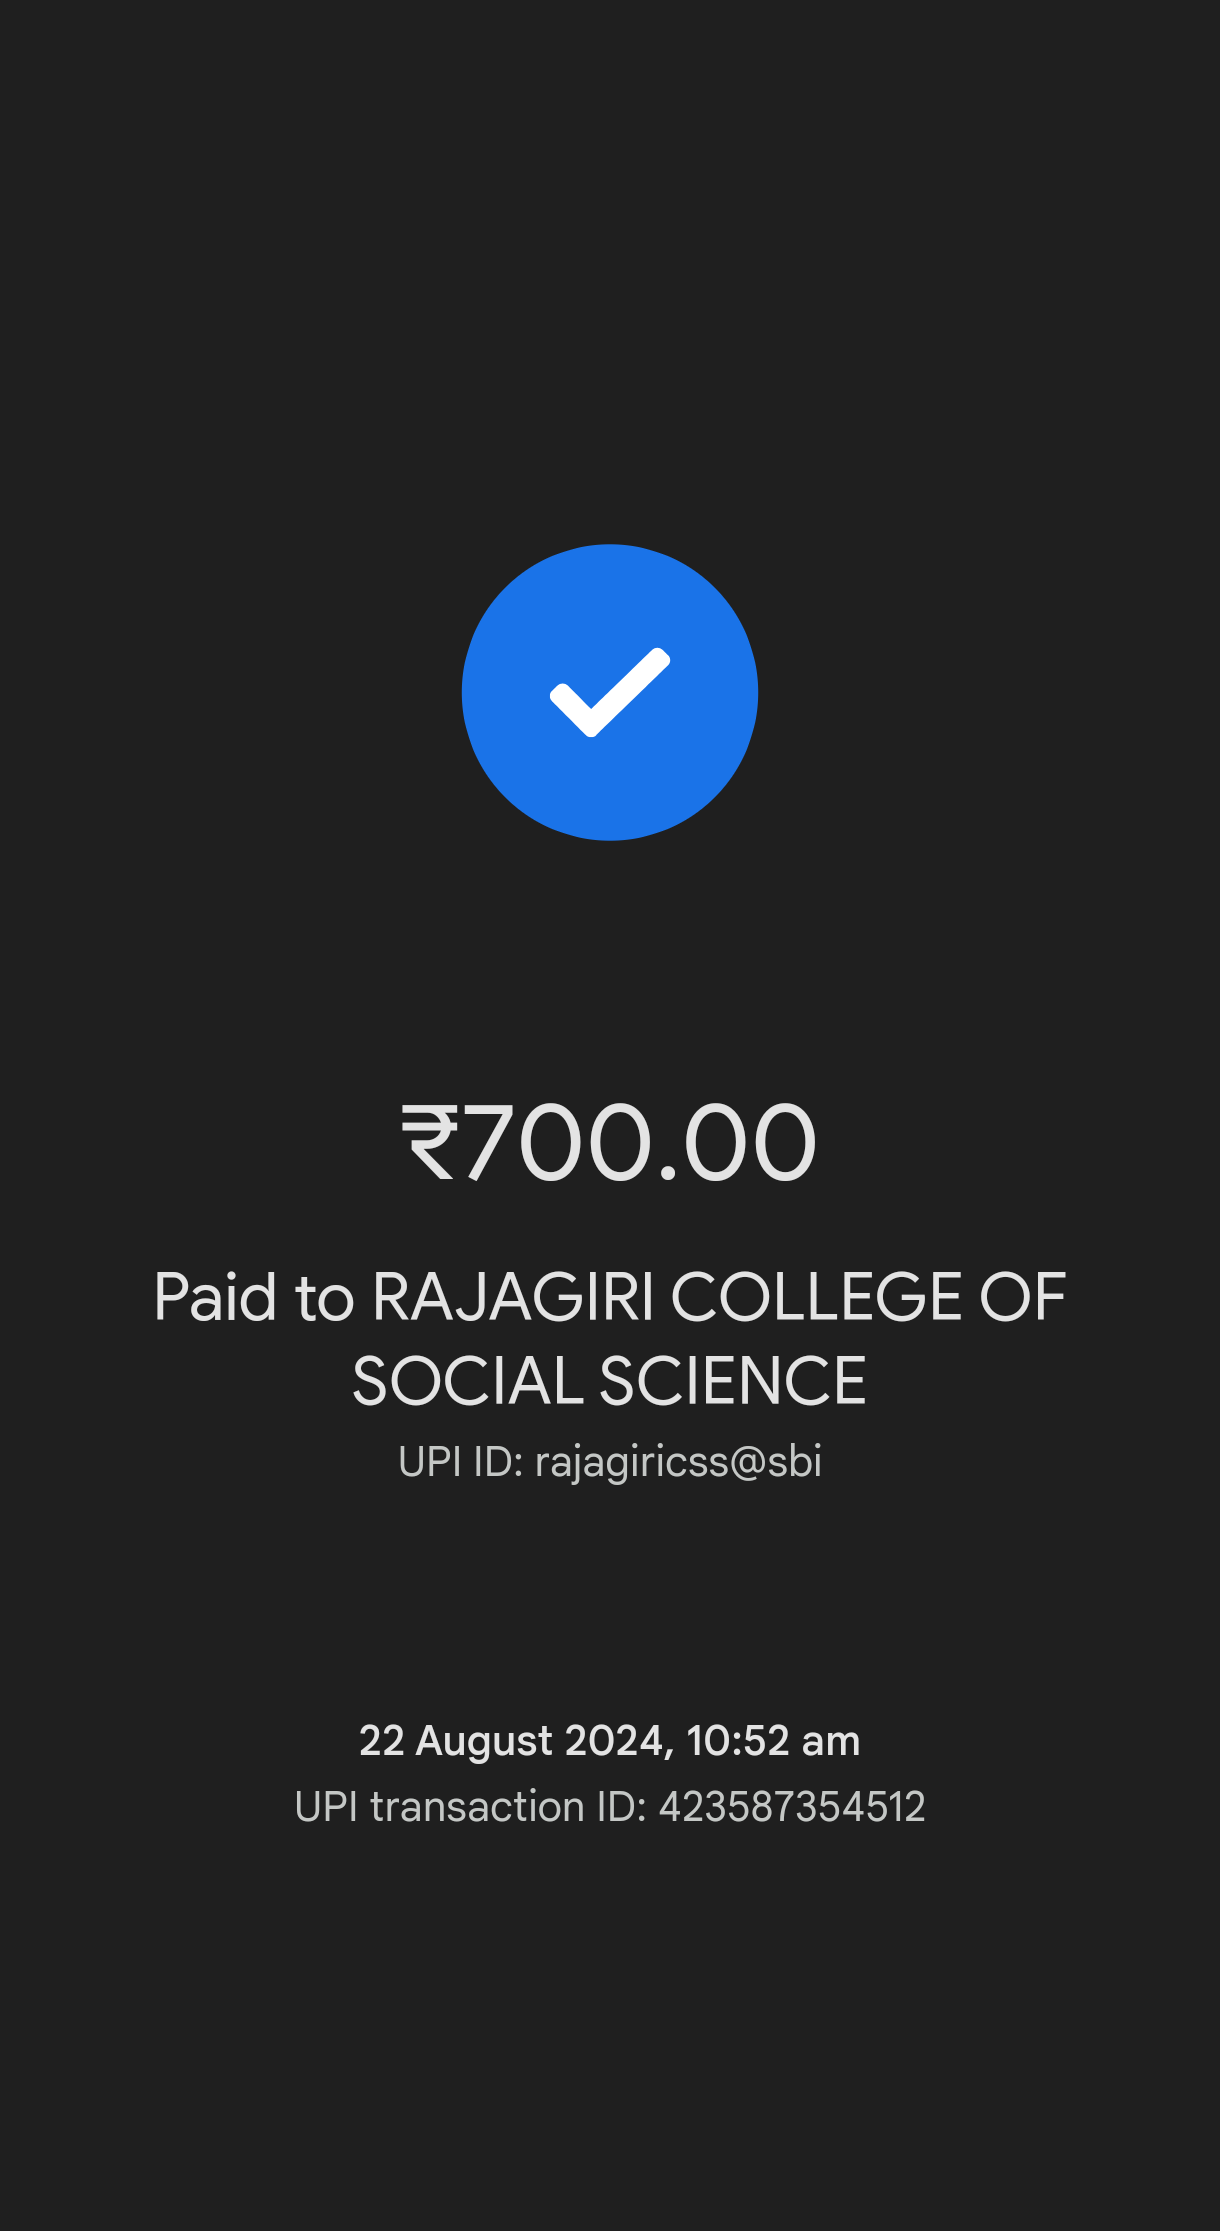 ₹700.00
Paid to RAJAGIRI COLLEGE OF
SOCIAL SCIENCE
UPI ID: rajagiricss@sbi
22 August 2024, 10:52 am
UPI transaction ID: 423587354512